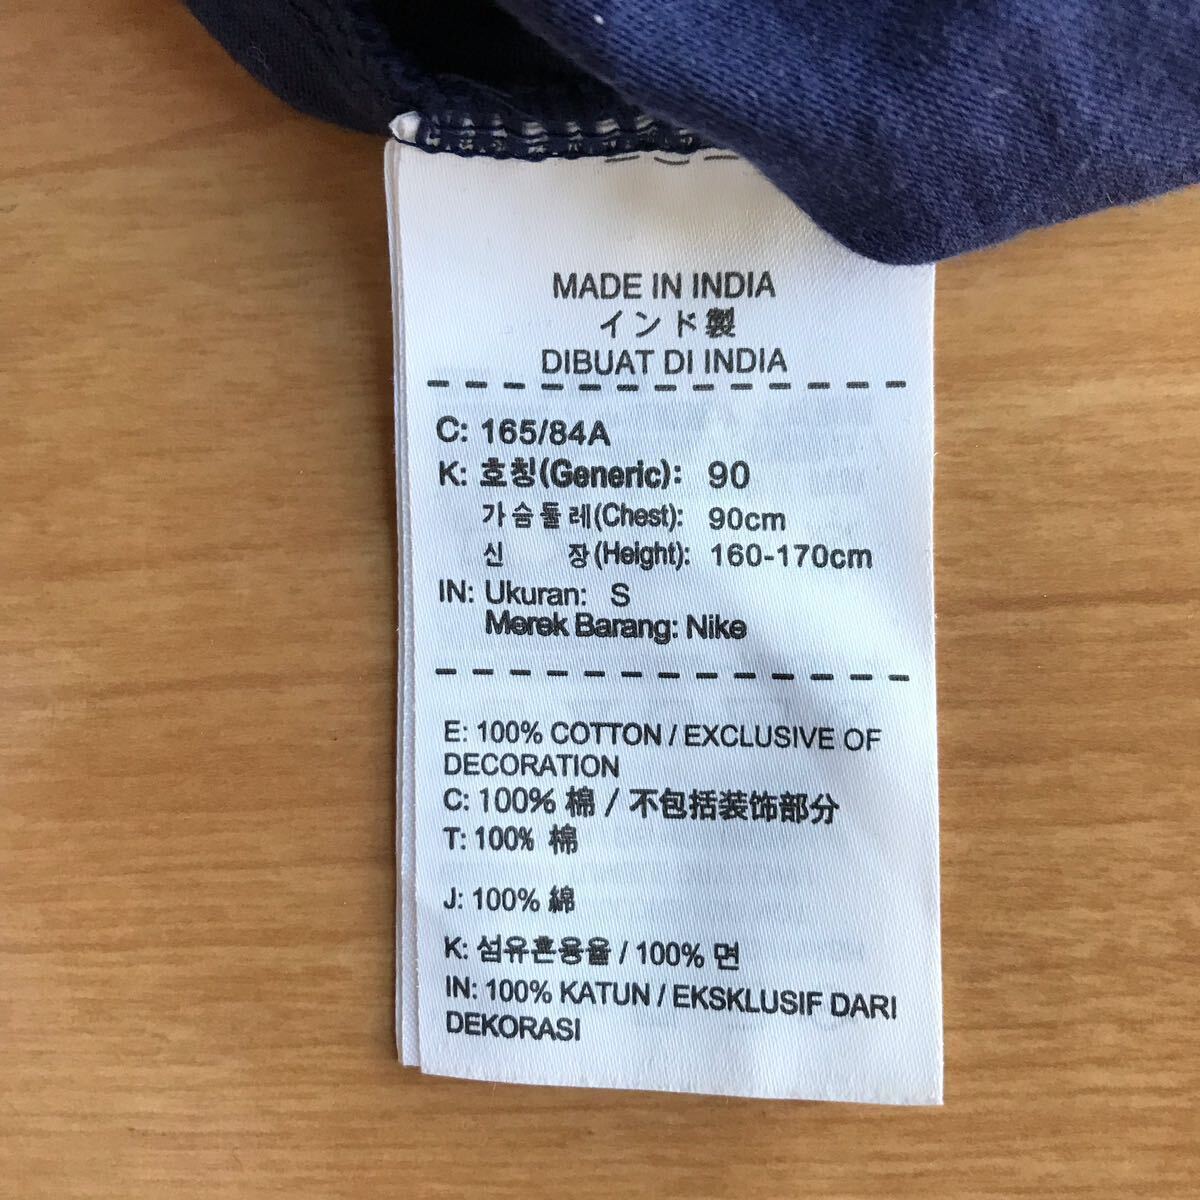 MADE IN INDIA
インド製
DIBUAT DI INDIA
C: 165/84A
K: 호칭(Generic): 90
가슴둘레(Chest): 90cm
신 장(Height): 160-170cm
IN: Ukuran: S
Merek Barang: Nike
E: 100% COTTON / EXCLUSIVE OF
DECORATION
C: 100% 棉 / 不包括装饰部分
T: 100% 棉
J: 100% 綿
K: 섬유혼용율 / 100% 면
IN: 100% KATUN / EKSKLUSIF DARI
DEKORASI